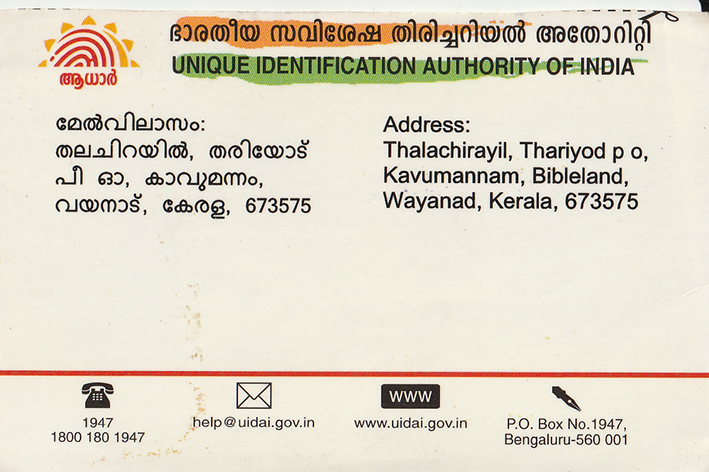 ഭാരതീയ സവിശേഷ തിരിച്ചറിയൽ അതോറിറ്റി
UNIQUE IDENTIFICATION AUTHORITY OF INDIA
ആധാർ
മേൽവിലാസം:
തലചിറയിൽ, തരിയോട്
പീ ഓ, കാവുമന്നം,
വയനാട്, കേരള, 673575
Address:
Thalachirayil, Thariyod p o,
Kavumannam, Bibleland,
Wayanad, Kerala, 673575
1947
1800 180 1947
help@uidai.gov.in
www
www.uidai.gov.in
P.O. Box No.1947,
Bengaluru-560 001